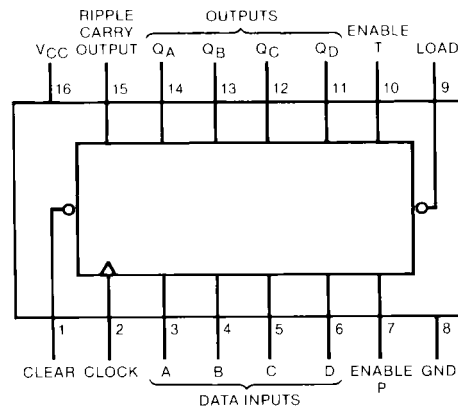 RIPPLE
CARRY
OUTPUT
OUTPUTS
ENABLE
T
LOAD
VCC
QA
QB
QC
QD
16
15
14
13
12
11
10
9
1
2
3
4
5
6
7
8
CLEAR
CLOCK
A
B
C
D
ENABLE
P
GND
DATA INPUTS